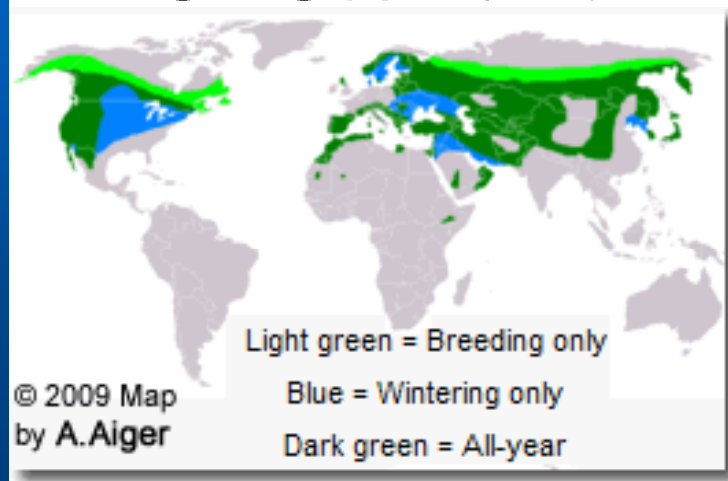 Light green = Breeding only
Blue = Wintering only
Dark green = All-year
© 2009 Map
by A.Aiger